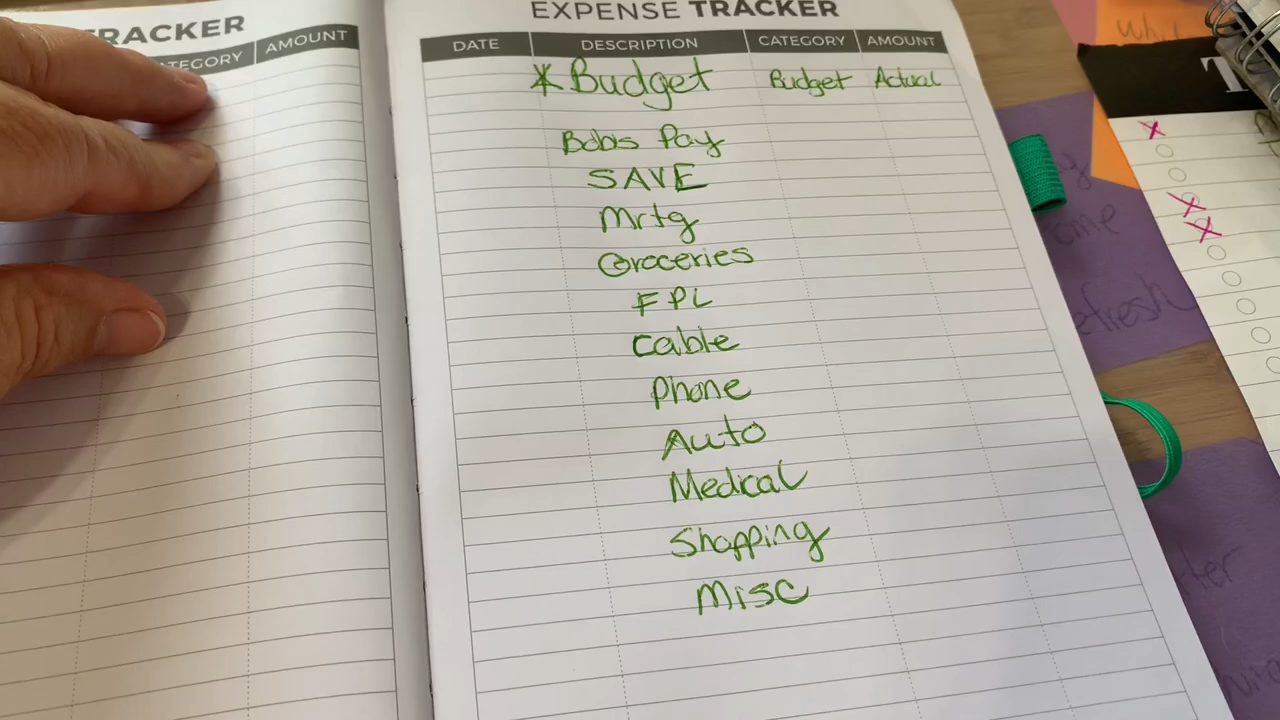 TRACKER
CATEGORY AMOUNT
EXPENSE TRACKER
DATE DESCRIPTION CATEGORY AMOUNT
*Budget Budget Actual
Bobs Pay
SAVE
Mrtg
Groceries
FPL
Cable
Phone
Auto
Medical
Shopping
Misc